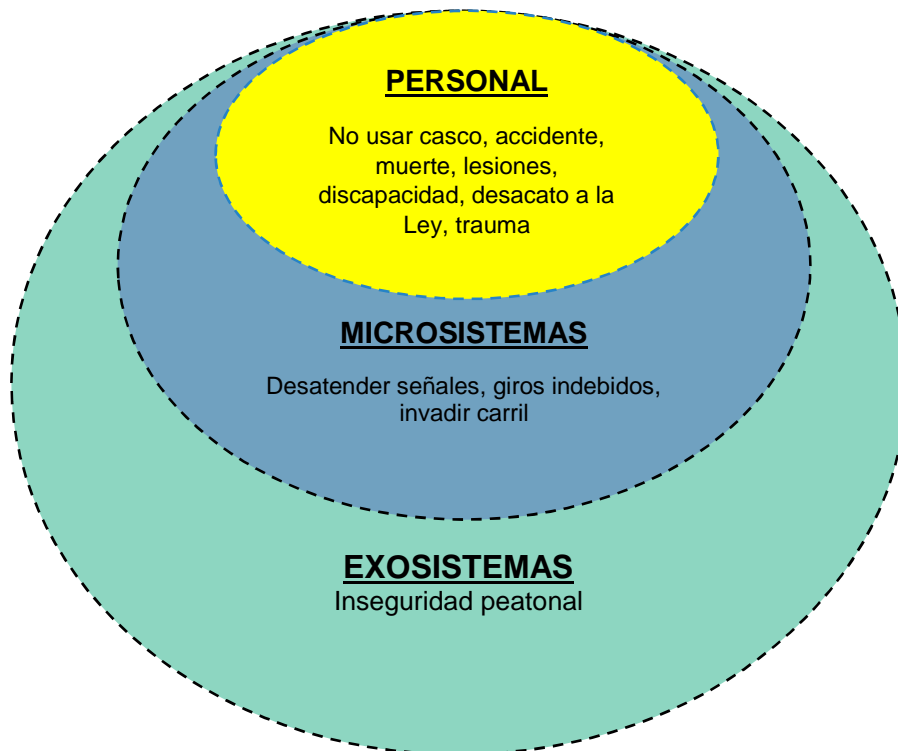 PERSONAL
No usar casco, accidente,
muerte, lesiones,
discapacidad, desacato a la
Ley, trauma
MICROSISTEMAS
Desatender señales, giros indebidos,
invadir carril
EXOSISTEMAS
Inseguridad peatonal